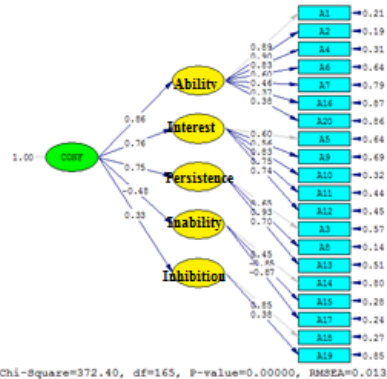 A1 0.21
A2 0.19
A4 0.31
0.89
0.83
A6 0.64
0.46
Ability
A7 0.79
0.38
A16 0.87
A20 0.86
0.86
A5 0.64
Interest
0.60
A9 0.69
0.76
0.83
A10 0.32
0.75
1.00 CONF
0.74
A11 0.44
0.75
Persistence
A12 0.45
0.65
A3 0.57
-0.48
0.93
A8 0.14
0.70
0.33
Inability
A13 0.51
A14 0.80
-0.87
A15 0.28
Inhibition
A17 0.24
0.85
A18 0.27
0.38
A19 0.85
Chi-Square=372.40, df=165, P-value=0.00000, RMSEA=0.013